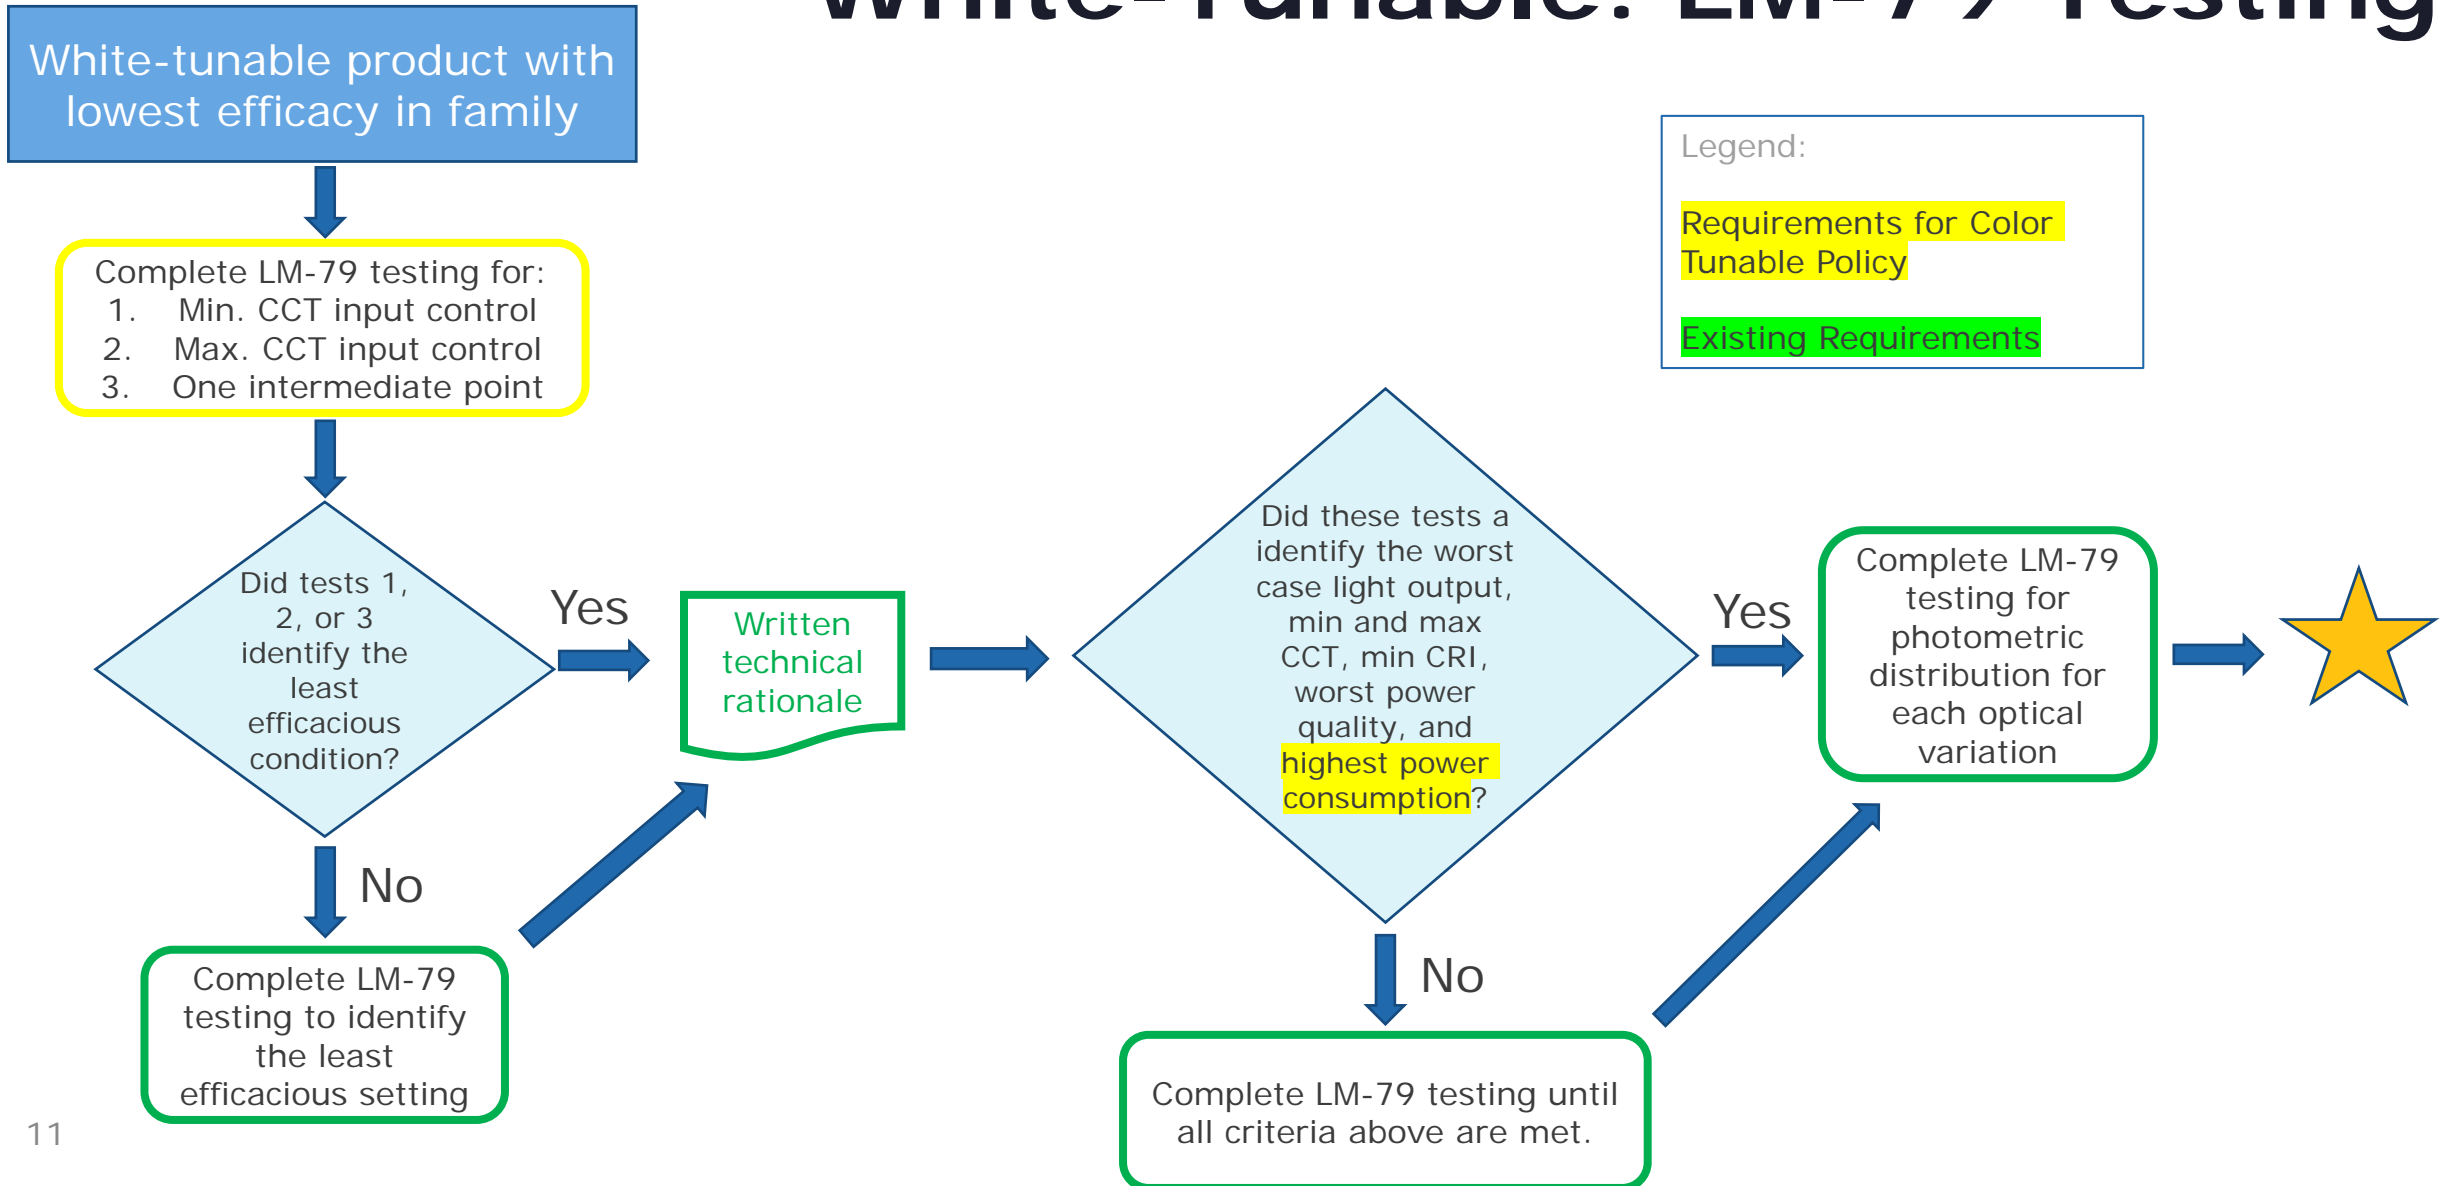 White-Tunable: LM-79 Testing
White-tunable product with
lowest efficacy in family
Legend:
Requirements for Color
Tunable Policy
Existing Requirements
Complete LM-79 testing for:
1. Min. CCT input control
2. Max. CCT input control
3. One intermediate point
Did tests 1,
2, or 3
identify the
least
efficacious
condition?
Yes
No
Written
technical
rationale
Complete LM-79
testing to identify
the least
efficacious setting
Did these tests a
identify the worst
case light output,
min and max
CCT, min CRI,
worst power
quality, and
highest power
consumption?
Yes
No
Complete LM-79
testing for
photometric
distribution for
each optical
variation
Complete LM-79 testing until
all criteria above are met.
11